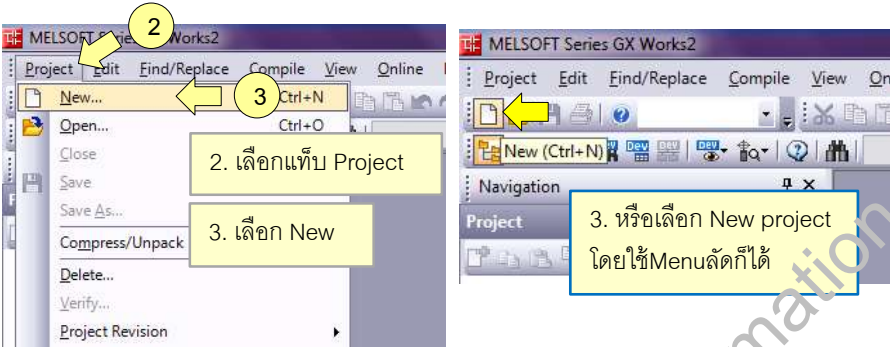 MELSOFT Series GX Works2
2
Project Edit Find/Replace Compile View Online
New... Ctrl+N
3
Open... Ctrl+O
Close
Save
Save As...
Compress/Unpack
Delete...
Verify...
Project Revision
2. เลือกแท็บ Project
3. เลือก New
MELSOFT Series GX Works2
Project Edit Find/Replace Compile View On
New (Ctrl+N)
DEV DEV
Navigation
Project
3. หรือเลือก New project
โดยใช้Menuลัดก็ได้
mation